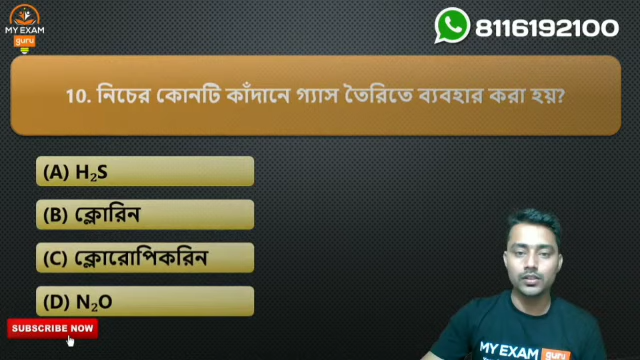 MY EXAM
guru
8116192100
10. নিচের কোনটি কাঁদানে গ্যাস তৈরিতে ব্যবহার করা হয়?
(A) H₂S
(B) ক্লোরিন
(C) ক্লোরোপিকরিন
(D) N₂O
SUBSCRIBE NOW
MY EXAM
guru